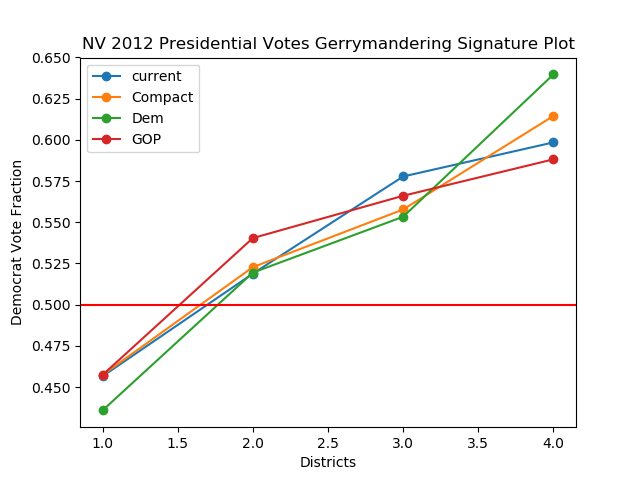 NV 2012 Presidential Votes Gerrymandering Signature Plot
0.650
0.625
0.600
0.575
0.550
0.525
0.500
0.475
0.450
Democrat Vote Fraction
current
Compact
Dem
GOP
1.0 1.5 2.0 2.5 3.0 3.5 4.0
Districts